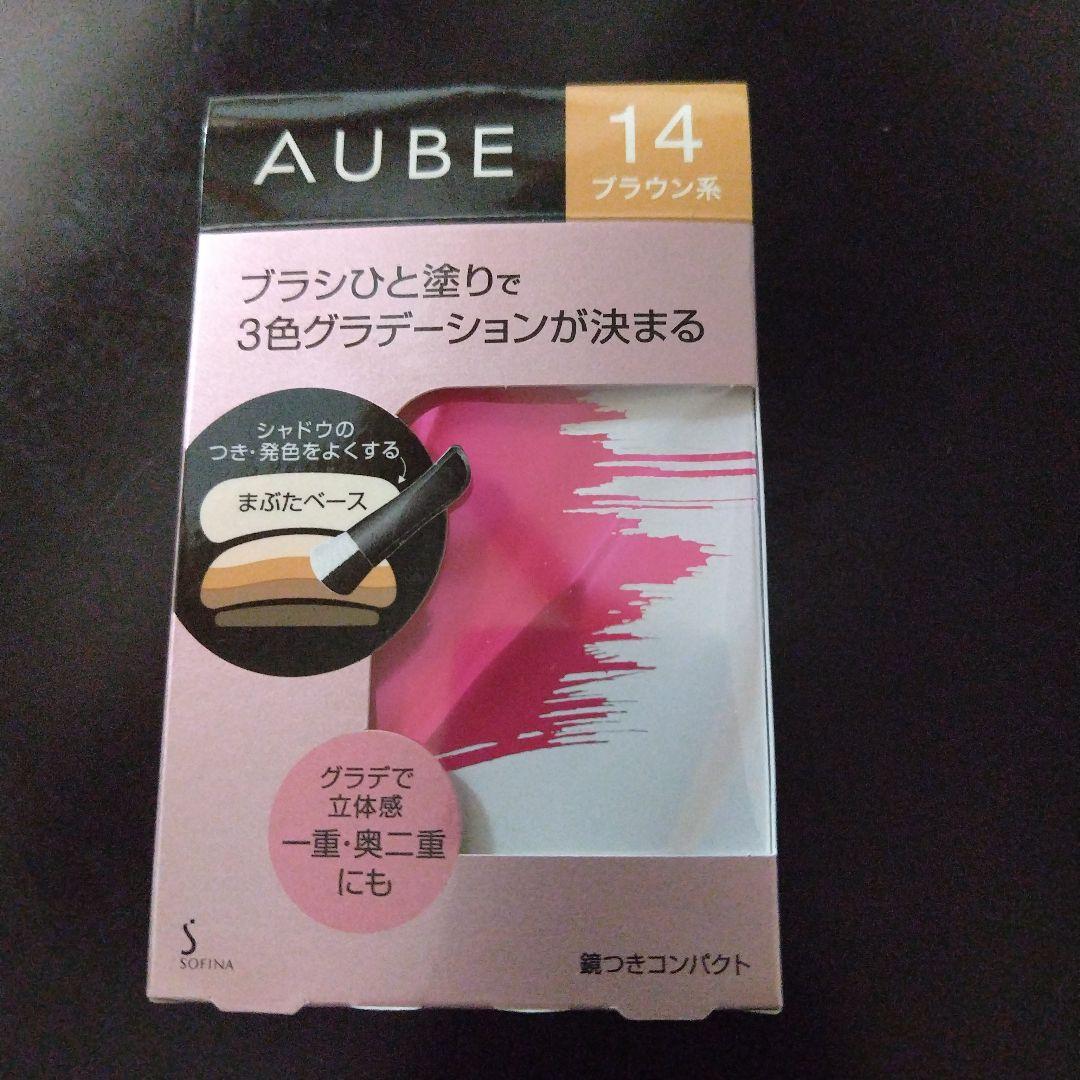 AUBE
14
ブラウン系
ブラシひと塗りで
3色グラデーションが決まる
シャドウの
つき・発色をよくする
まぶたベース
グラデで
立体感
一重・奥二重
にも
SOFINA
鏡つきコンパクト